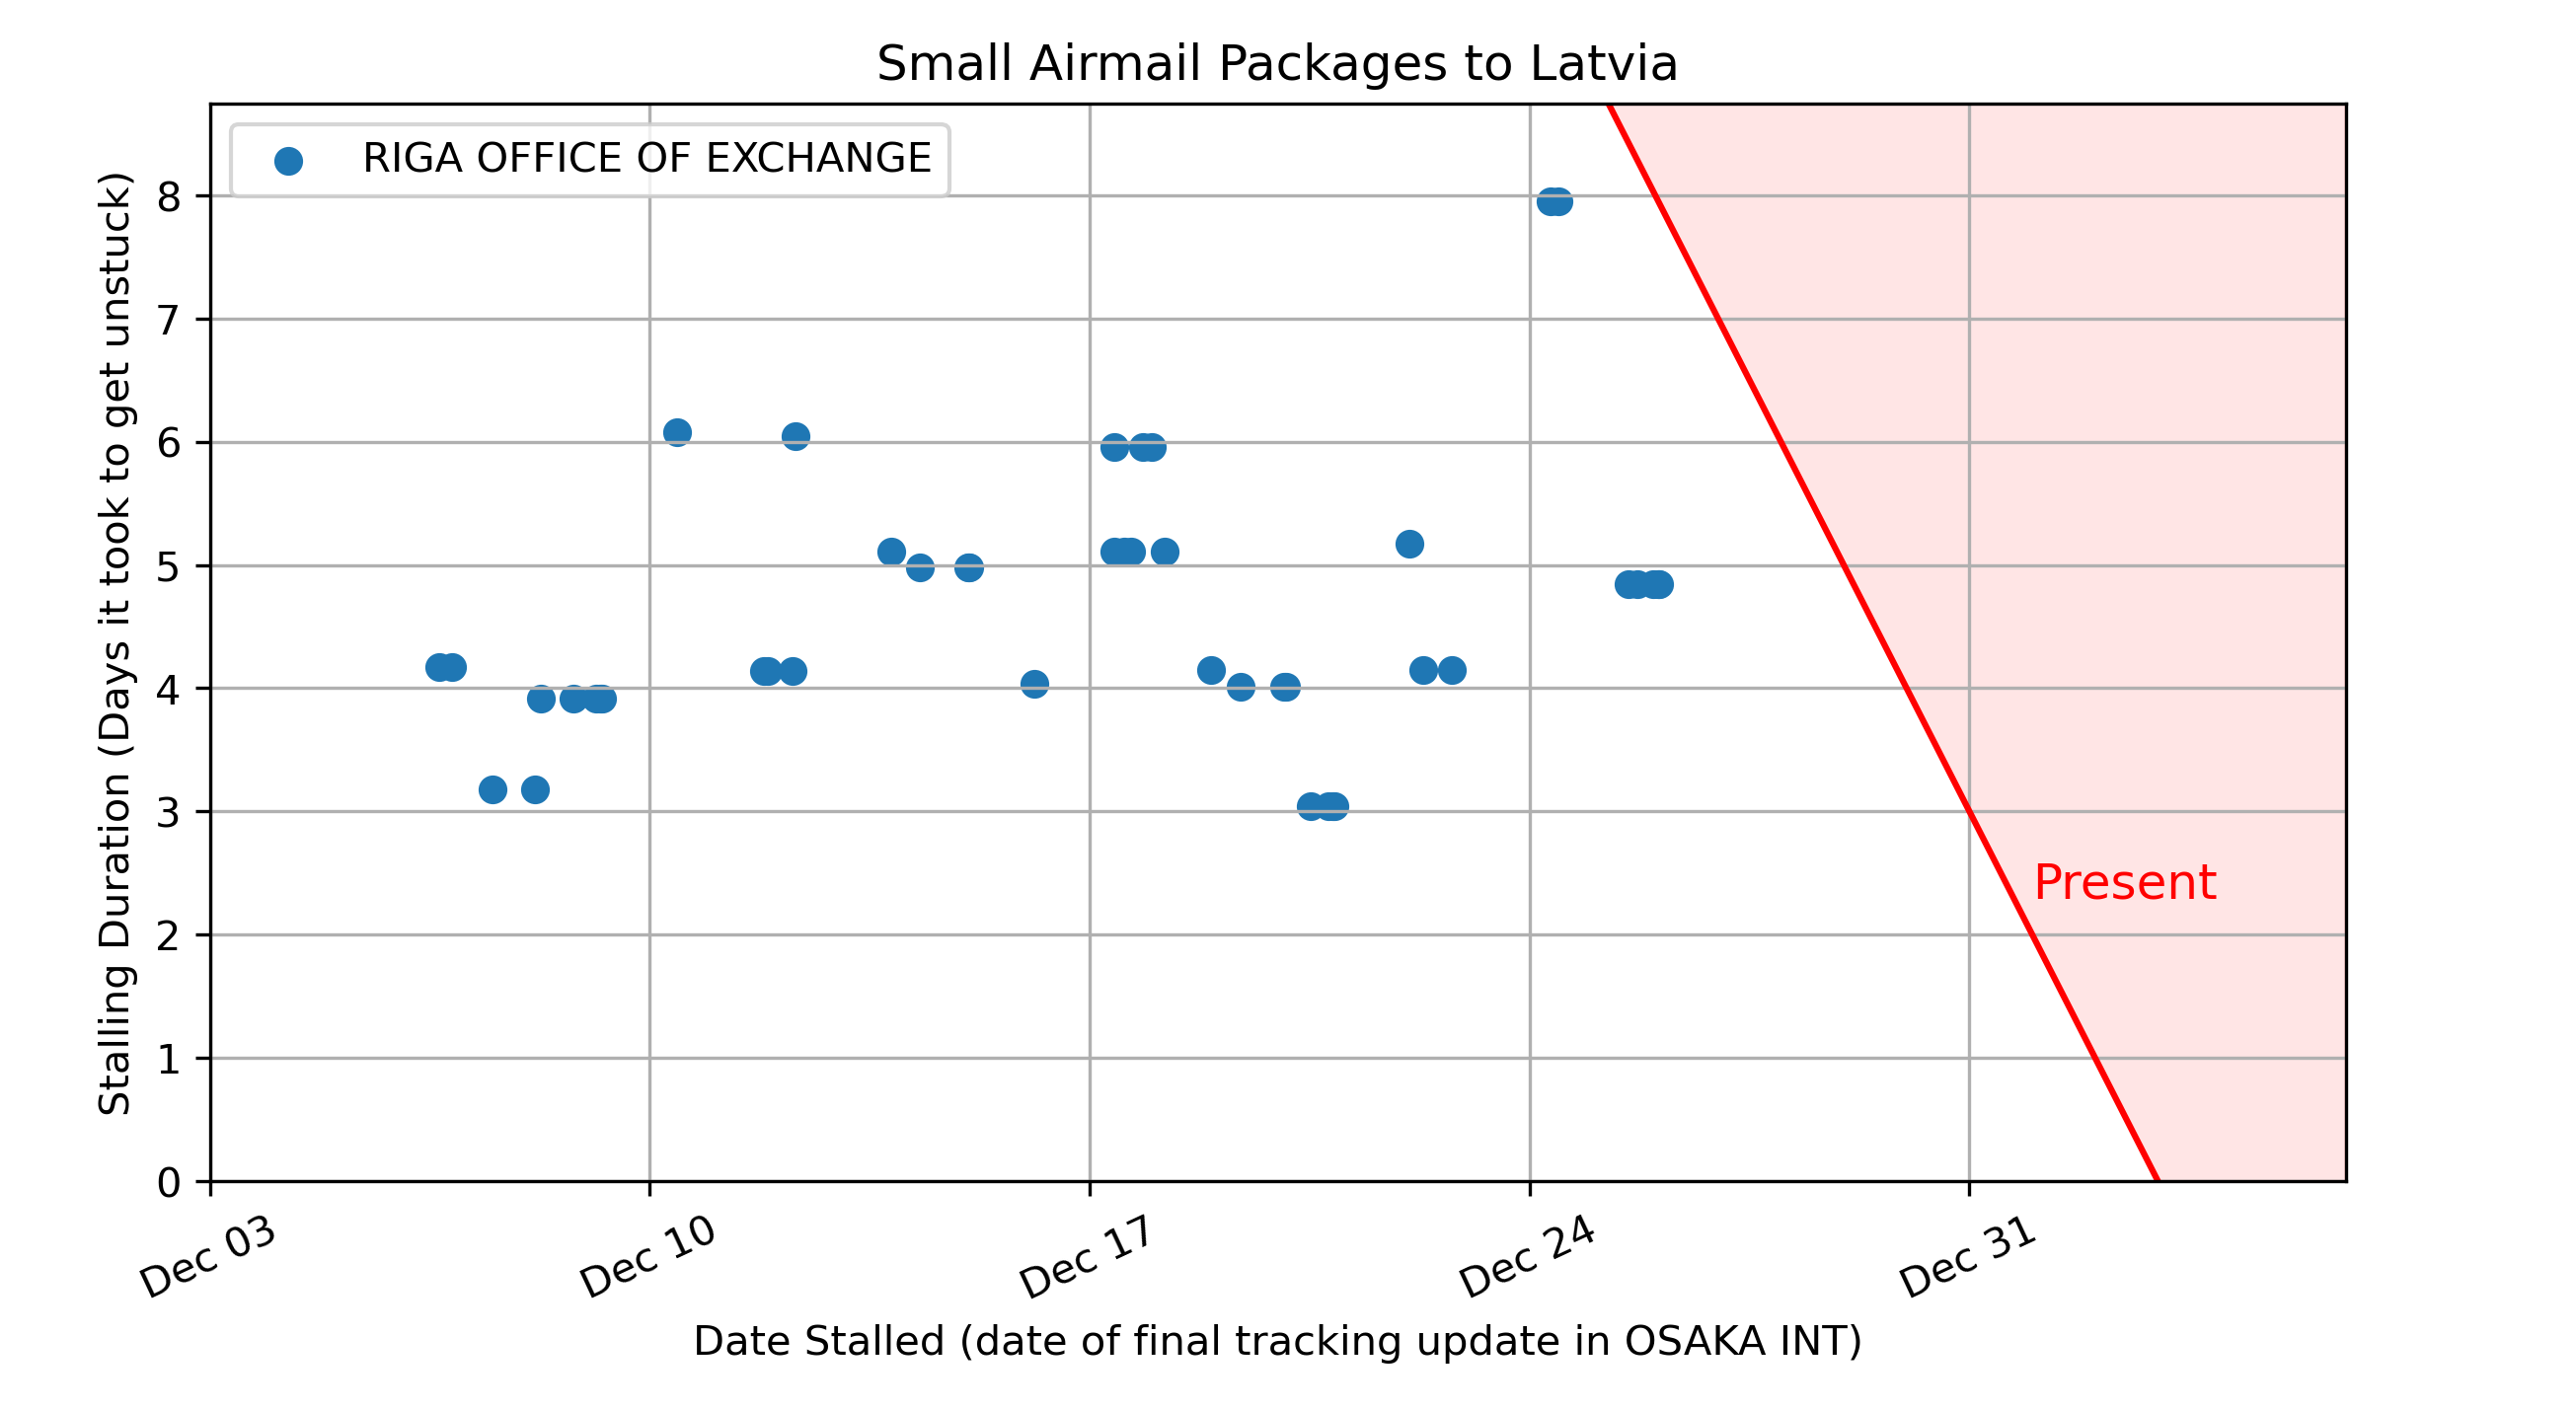 Small Airmail Packages to Latvia
RIGA OFFICE OF EXCHANGE
Stalling Duration (Days it took to get unstuck)
8
7
6
5
4
3
2
1
0
Present
Dec 03
Dec 10
Dec 17
Dec 24
Dec 31
Date Stalled (date of final tracking update in OSAKA INT)